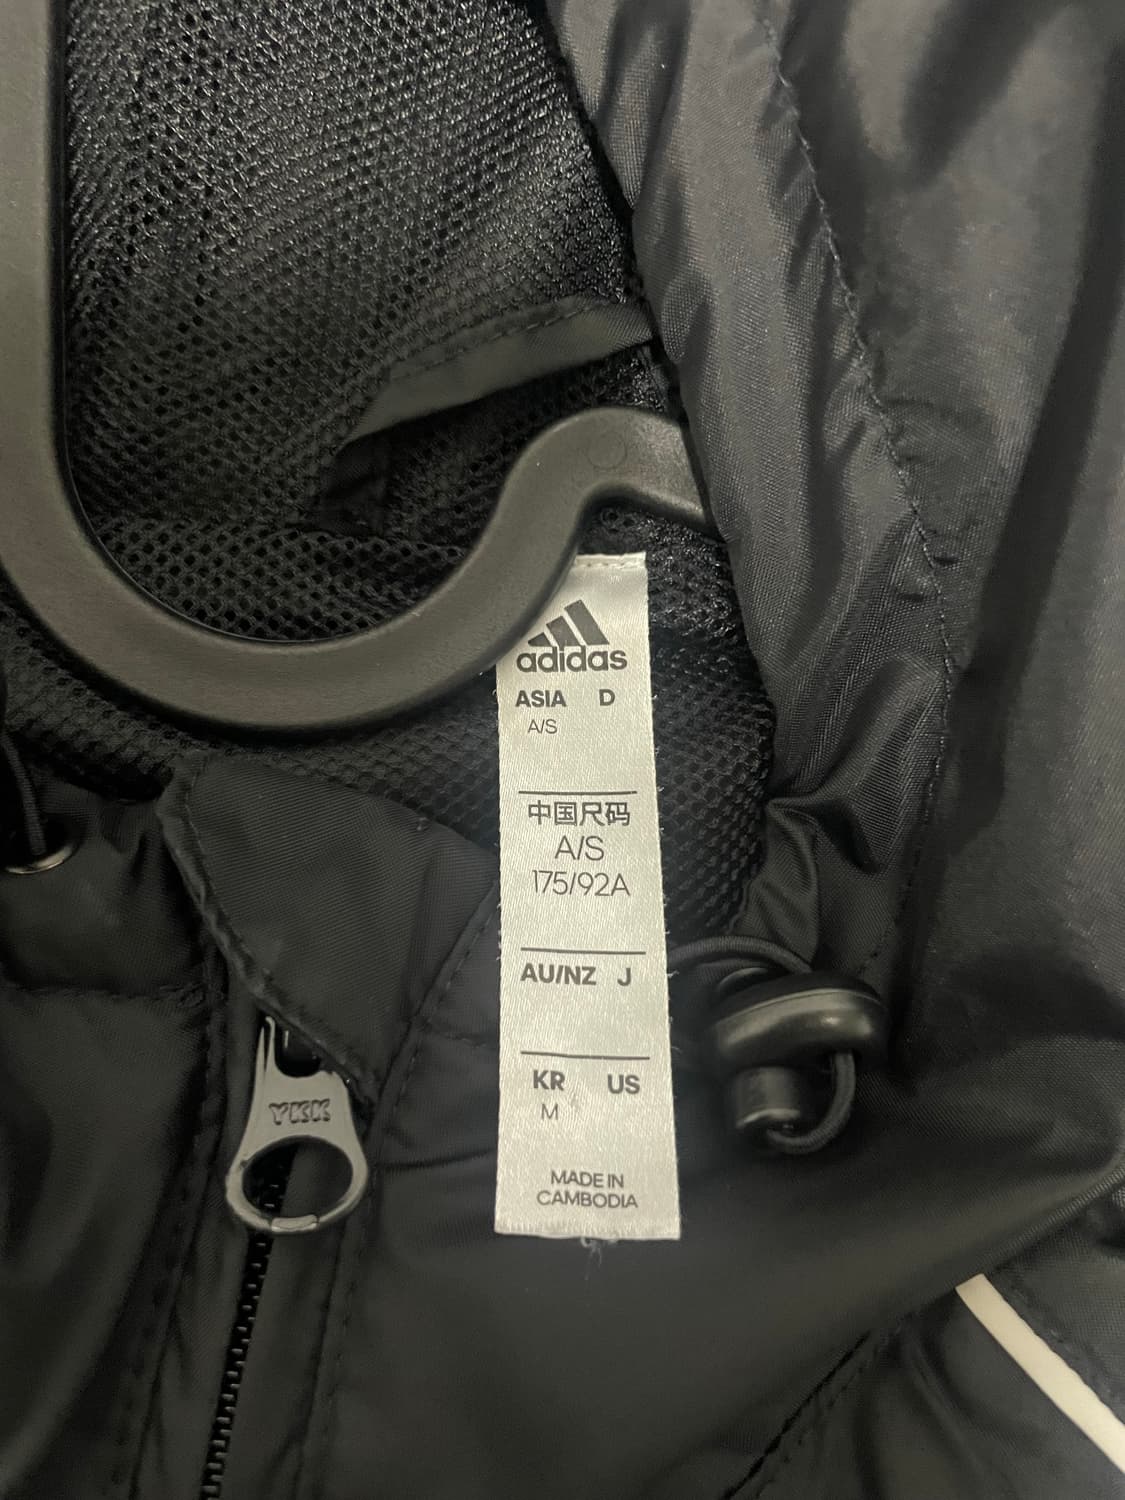 adidas
ASIA D
A/S
中国尺码
A/S
175/92A
AU/NZ J
KR US
M
MADE IN
CAMBODIA
YKK